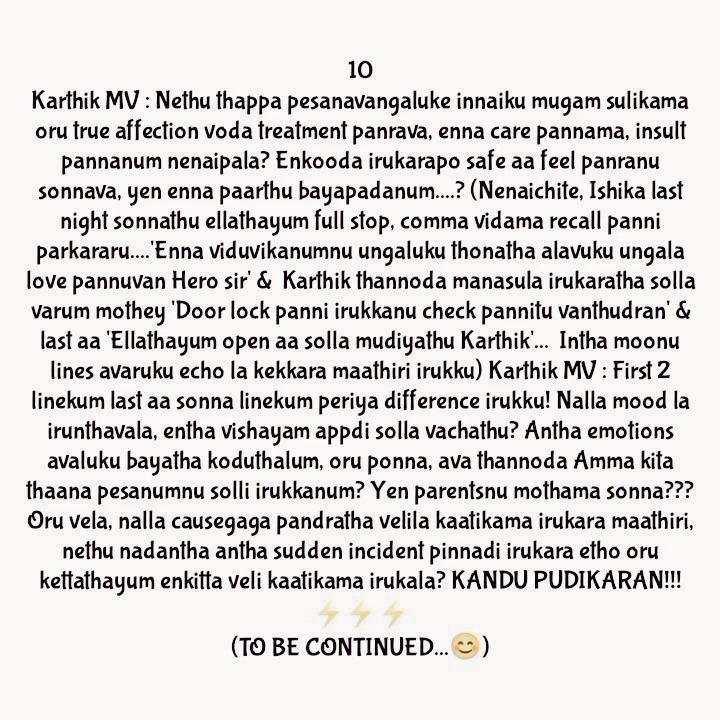 10
Karthik MV : Nethu thappa pesanavangaluke innaiku mugam sulikama
oru true affection voda treatment panrava, enna care pannama, insult
pannanum nenaipala? Enkooda irukarapo safe aa feel panranu
sonnava, yen enna paarthu bayapadanum....? (Nenaichite, Ishika last
night sonnathu ellathayum full stop, comma vidama recall panni
parkararu....'Enna viduvikanumnu ungaluku thonatha alavuku ungala
love pannuvan Hero sir' & Karthik thannoda manasula irukaratha solla
varum mothey 'Door lock panni irukkanu check pannitu vanthudran' &
last aa 'Ellathayum open aa solla mudiyathu Karthik'... Intha moonu
lines avaruku echo la kekkara maathiri irukku) Karthik MV : First 2
linekum last aa sonna linekum periya difference irukku! Nalla mood la
irunthavala, entha vishayam appdi solla vachathu? Antha emotions
avaluku bayatha koduthalum, oru ponna, ava thannoda Amma kita
thaana pesanumnu solli irukkanum? Yen parentsnu mothama sonna???
Oru vela, nalla causegaga pandratha velila kaatikama irukara maathiri,
nethu nadantha antha sudden incident pinnadi irukara etho oru
kettathayum enkitta veli kaatikama irukala? KANDU PUDIKARAN!!!
⚡⚡⚡
(TO BE CONTINUED...😊)